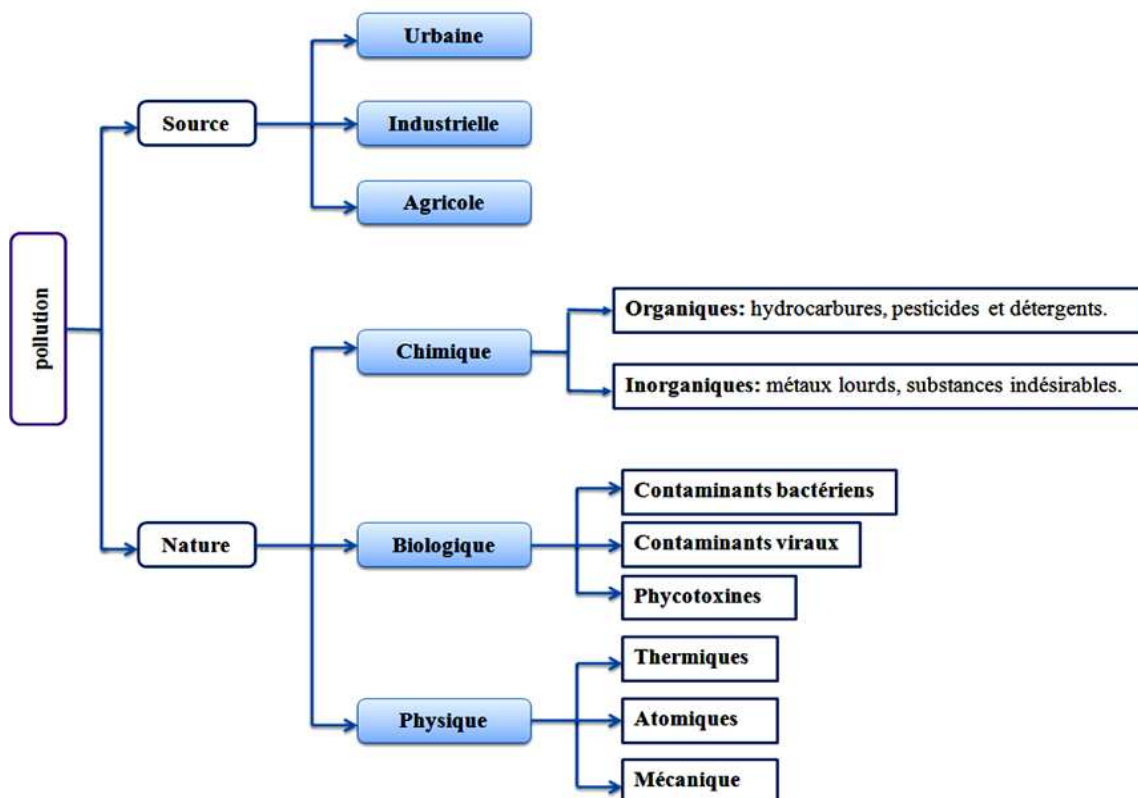 Urbaine
Source
Industrielle
Agricole
pollution
Organiques: hydrocarbures, pesticides et détergents.
Chimique
Inorganiques: métaux lourds, substances indésirables.
Contaminants bactériens
Nature
Biologique
Contaminants viraux
Phycotoxines
Thermiques
Physique
Atomiques
Mécanique